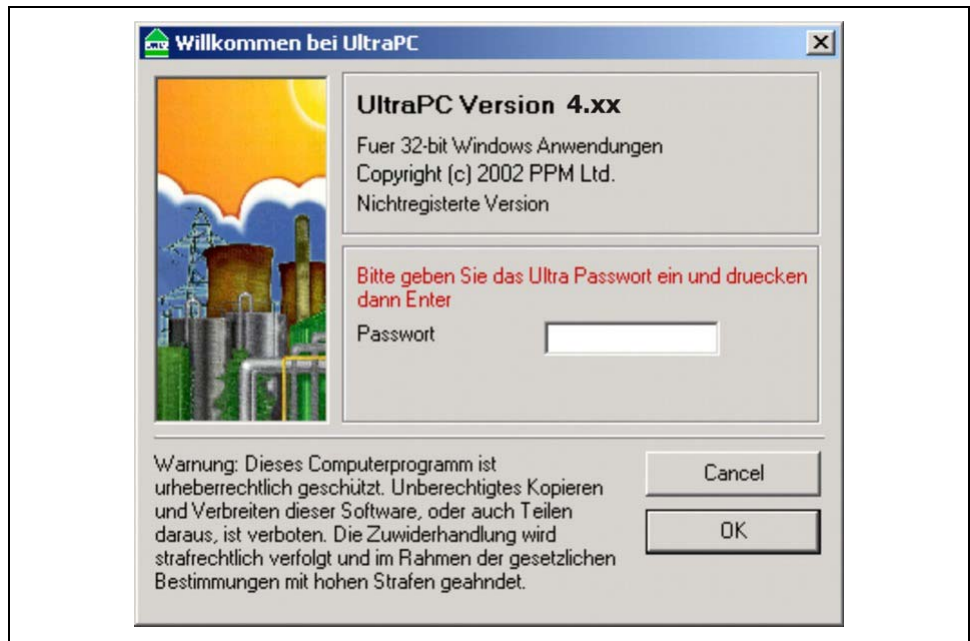 Willkommen bei UltraPC
UltraPC Version 4.xx
Fuer 32-bit Windows Anwendungen
Copyright (c) 2002 PPM Ltd.
Nichtregisterte Version
Bitte geben Sie das Ultra Passwort ein und druecken
dann Enter
Passwort
Warnung: Dieses Computerprogramm ist
urheberrechtlich geschützt. Unberechtigtes Kopieren
und Verbreiten dieser Software, oder auch Teilen
daraus, ist verboten. Die Zuwiderhandlung wird
strafrechtlich verfolgt und im Rahmen der gesetzlichen
Bestimmungen mit hohen Strafen geahndet.
Cancel
OK